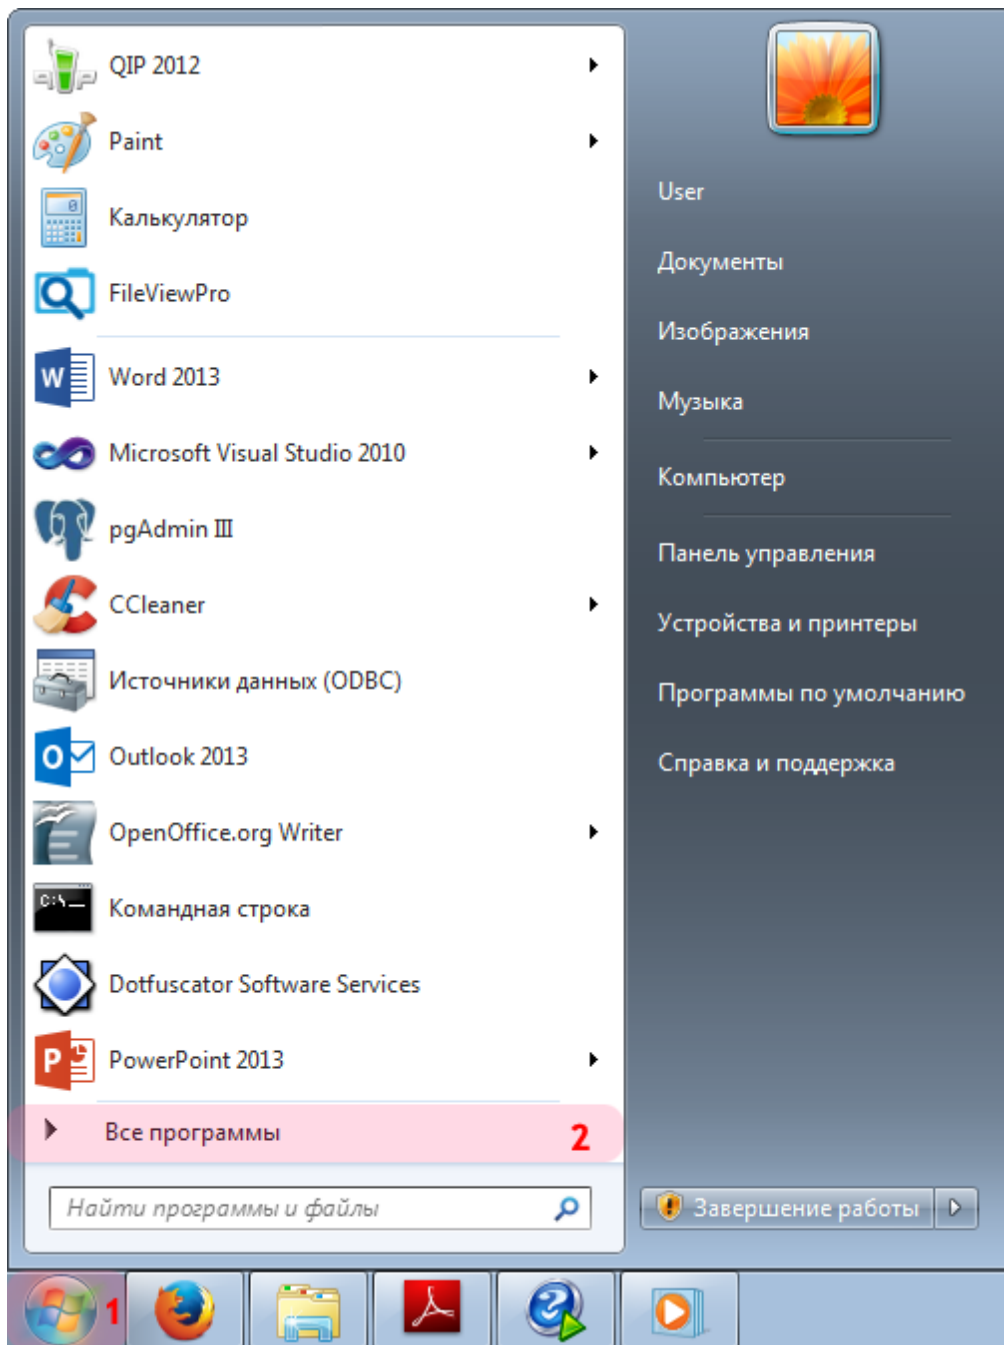 QIP 2012
Paint
Калькулятор
FileViewPro
Word 2013
Microsoft Visual Studio 2010
pgAdmin III
CCleaner
Источники данных (ODBC)
Outlook 2013
OpenOffice.org Writer
C:\_
Командная строка
Dotfuscator Software Services
PowerPoint 2013
Все программы 2
Найти программы и файлы
User
Документы
Изображения
Музыка
Компьютер
Панель управления
Устройства и принтеры
Программы по умолчанию
Справка и поддержка
Завершение работы
1